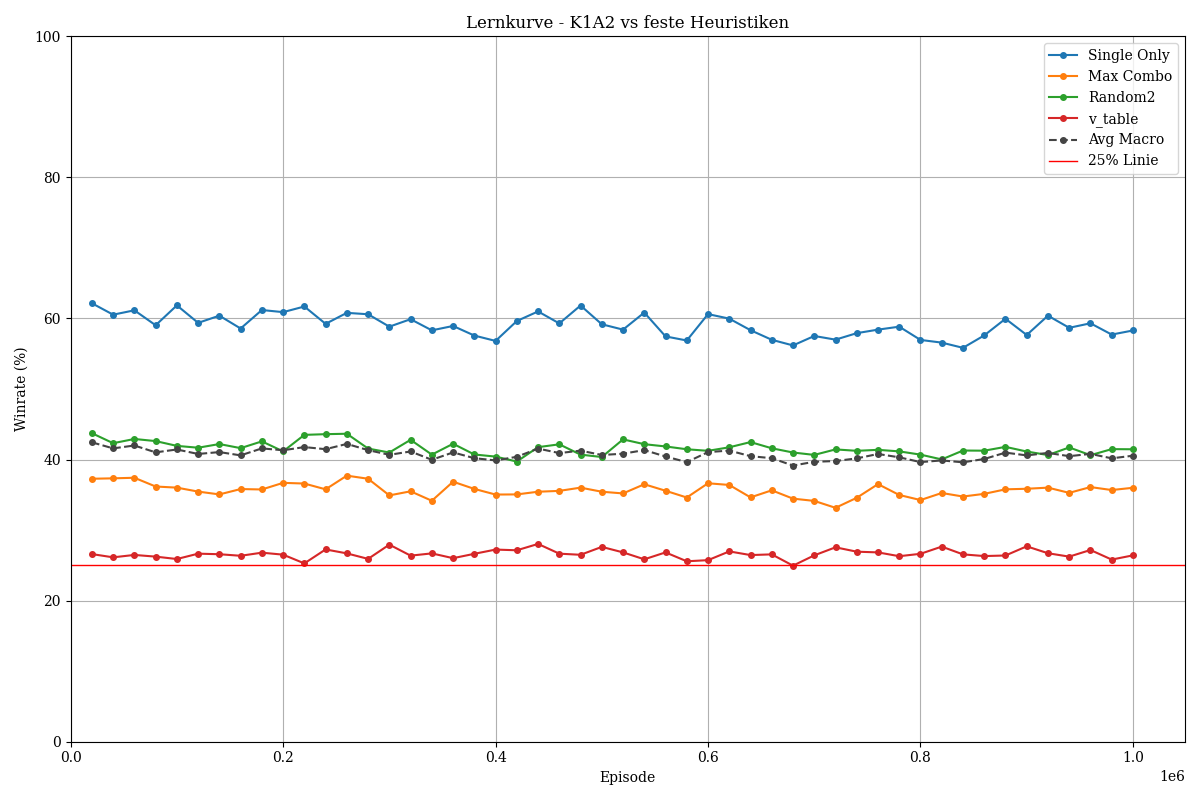 Lernkurve - K1A2 vs feste Heuristiken
100
80
60
40
20
0
Winrate (%)
Single Only
Max Combo
Random2
v_table
Avg Macro
25% Linie
0.0 0.2 0.4 0.6 0.8 1.0
1e6
Episode